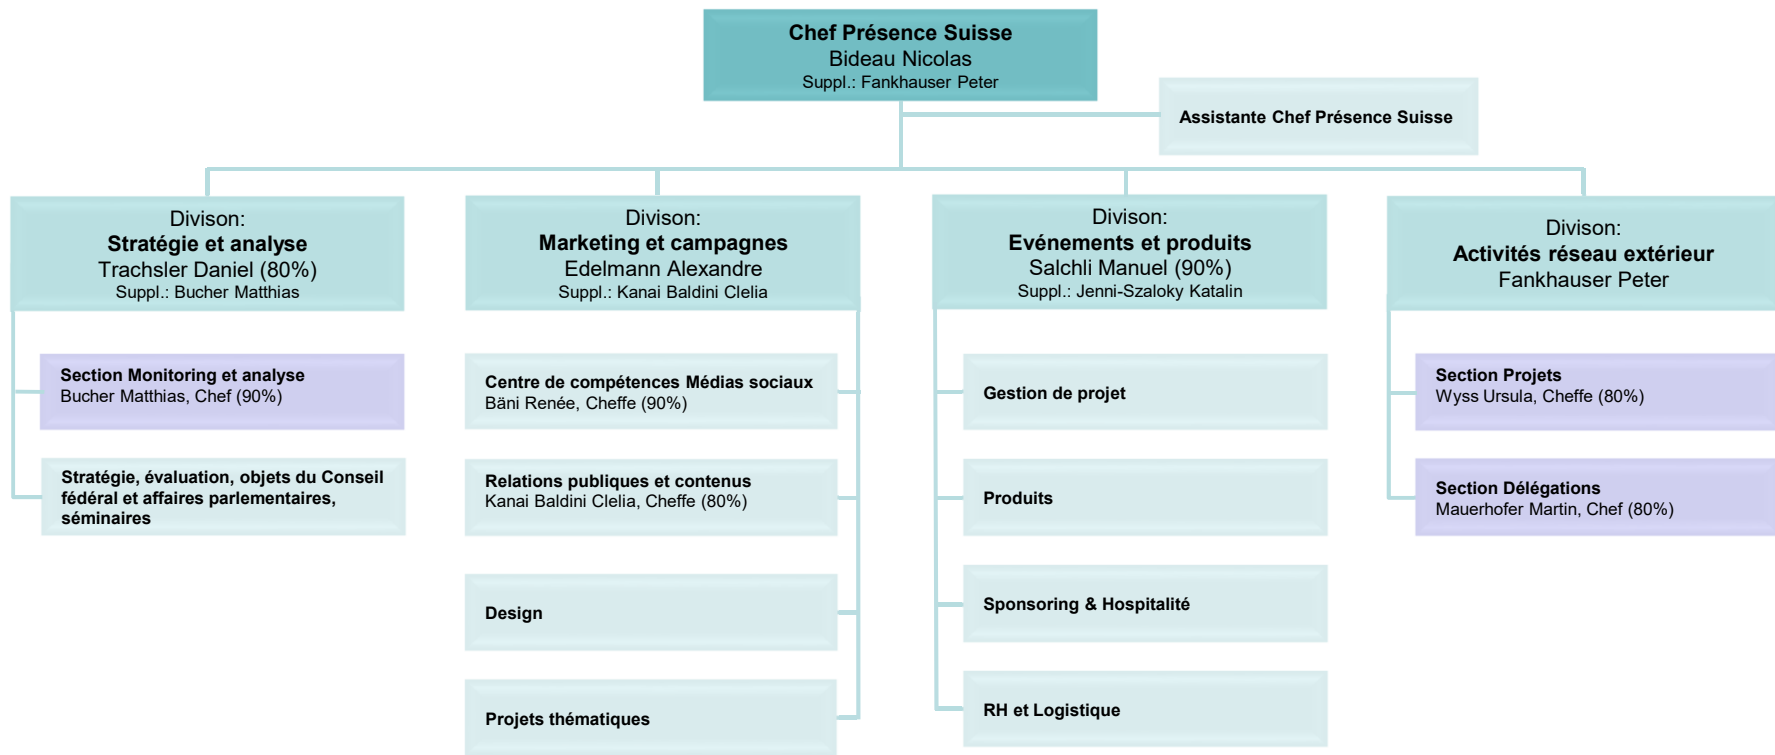 Chef Présence Suisse
Bideau Nicolas
Suppl.: Fankhauser Peter
Assistante Chef Présence Suisse
Divison:
Stratégie et analyse
Trachsler Daniel (80%)
Suppl.: Bucher Matthias
Section Monitoring et analyse
Bucher Matthias, Chef (90%)
Stratégie, évaluation, objets du Conseil
fédéral et affaires parlementaires,
séminaires
Divison:
Marketing et campagnes
Edelmann Alexandre
Suppl.: Kanai Baldini Clelia
Centre de compétences Médias sociaux
Bäni Renée, Cheffe (90%)
Relations publiques et contenus
Kanai Baldini Clelia, Cheffe (80%)
Design
Projets thématiques
Divison:
Evénements et produits
Salchli Manuel (90%)
Suppl.: Jenni-Szaloky Katalin
Gestion de projet
Produits
Sponsoring & Hospitalité
RH et Logistique
Divison:
Activités réseau extérieur
Fankhauser Peter
Section Projets
Wyss Ursula, Cheffe (80%)
Section Délégations
Mauerhofer Martin, Chef (80%)